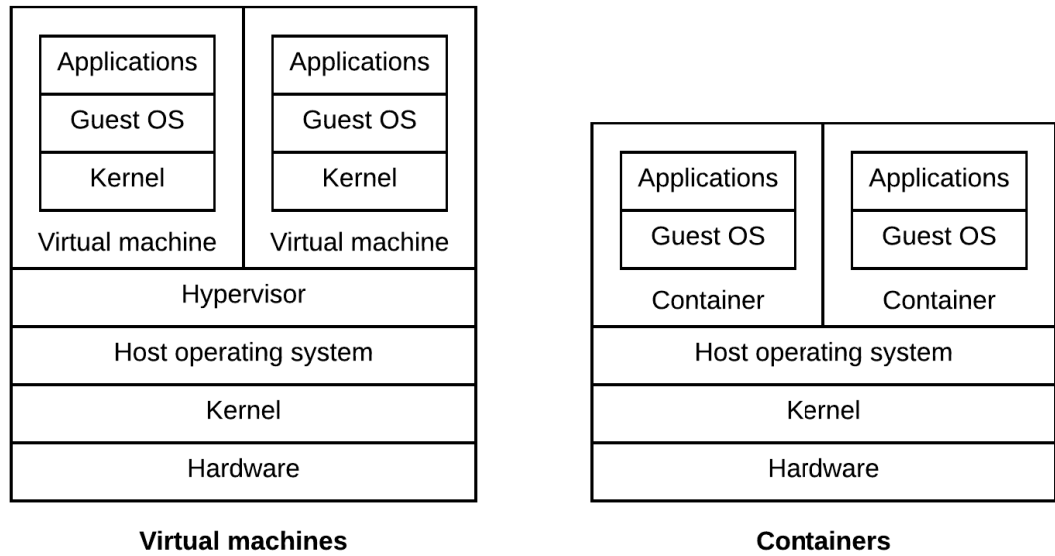 Applications
Guest OS
Kernel
Virtual machine
Applications
Guest OS
Kernel
Virtual machine
Hypervisor
Host operating system
Kernel
Hardware
Virtual machines
Applications
Guest OS
Container
Applications
Guest OS
Container
Host operating system
Kernel
Hardware
Containers